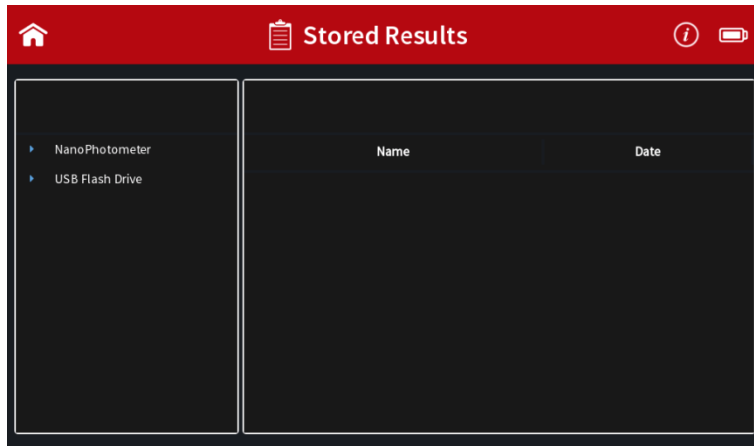 Stored Results
i
NanoPhotometer
USB Flash Drive
Name Date